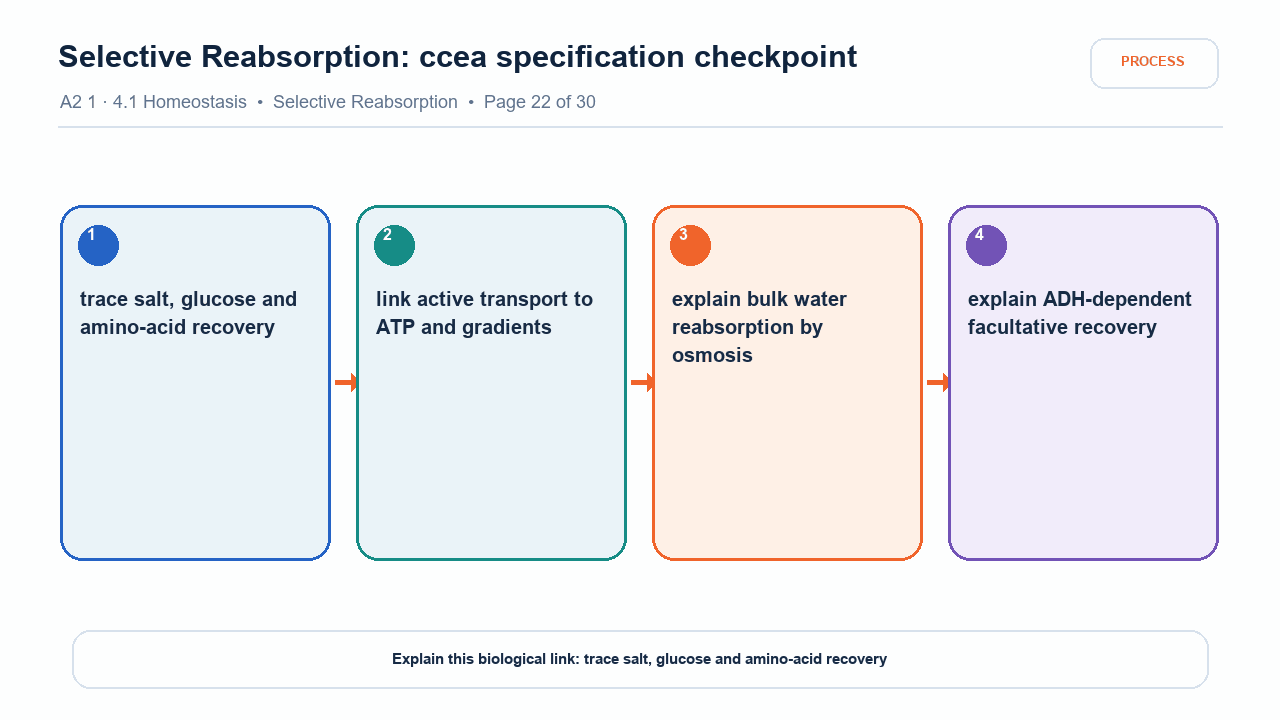 Selective Reabsorption: ccea specification checkpoint
PROCESS
A2 1 · 4.1 Homeostasis • Selective Reabsorption • Page 22 of 30
1
trace salt, glucose and
amino-acid recovery
2
link active transport to
ATP and gradients
3
explain bulk water
reabsorption by
osmosis
4
explain ADH-dependent
facultative recovery
Explain this biological link: trace salt, glucose and amino-acid recovery